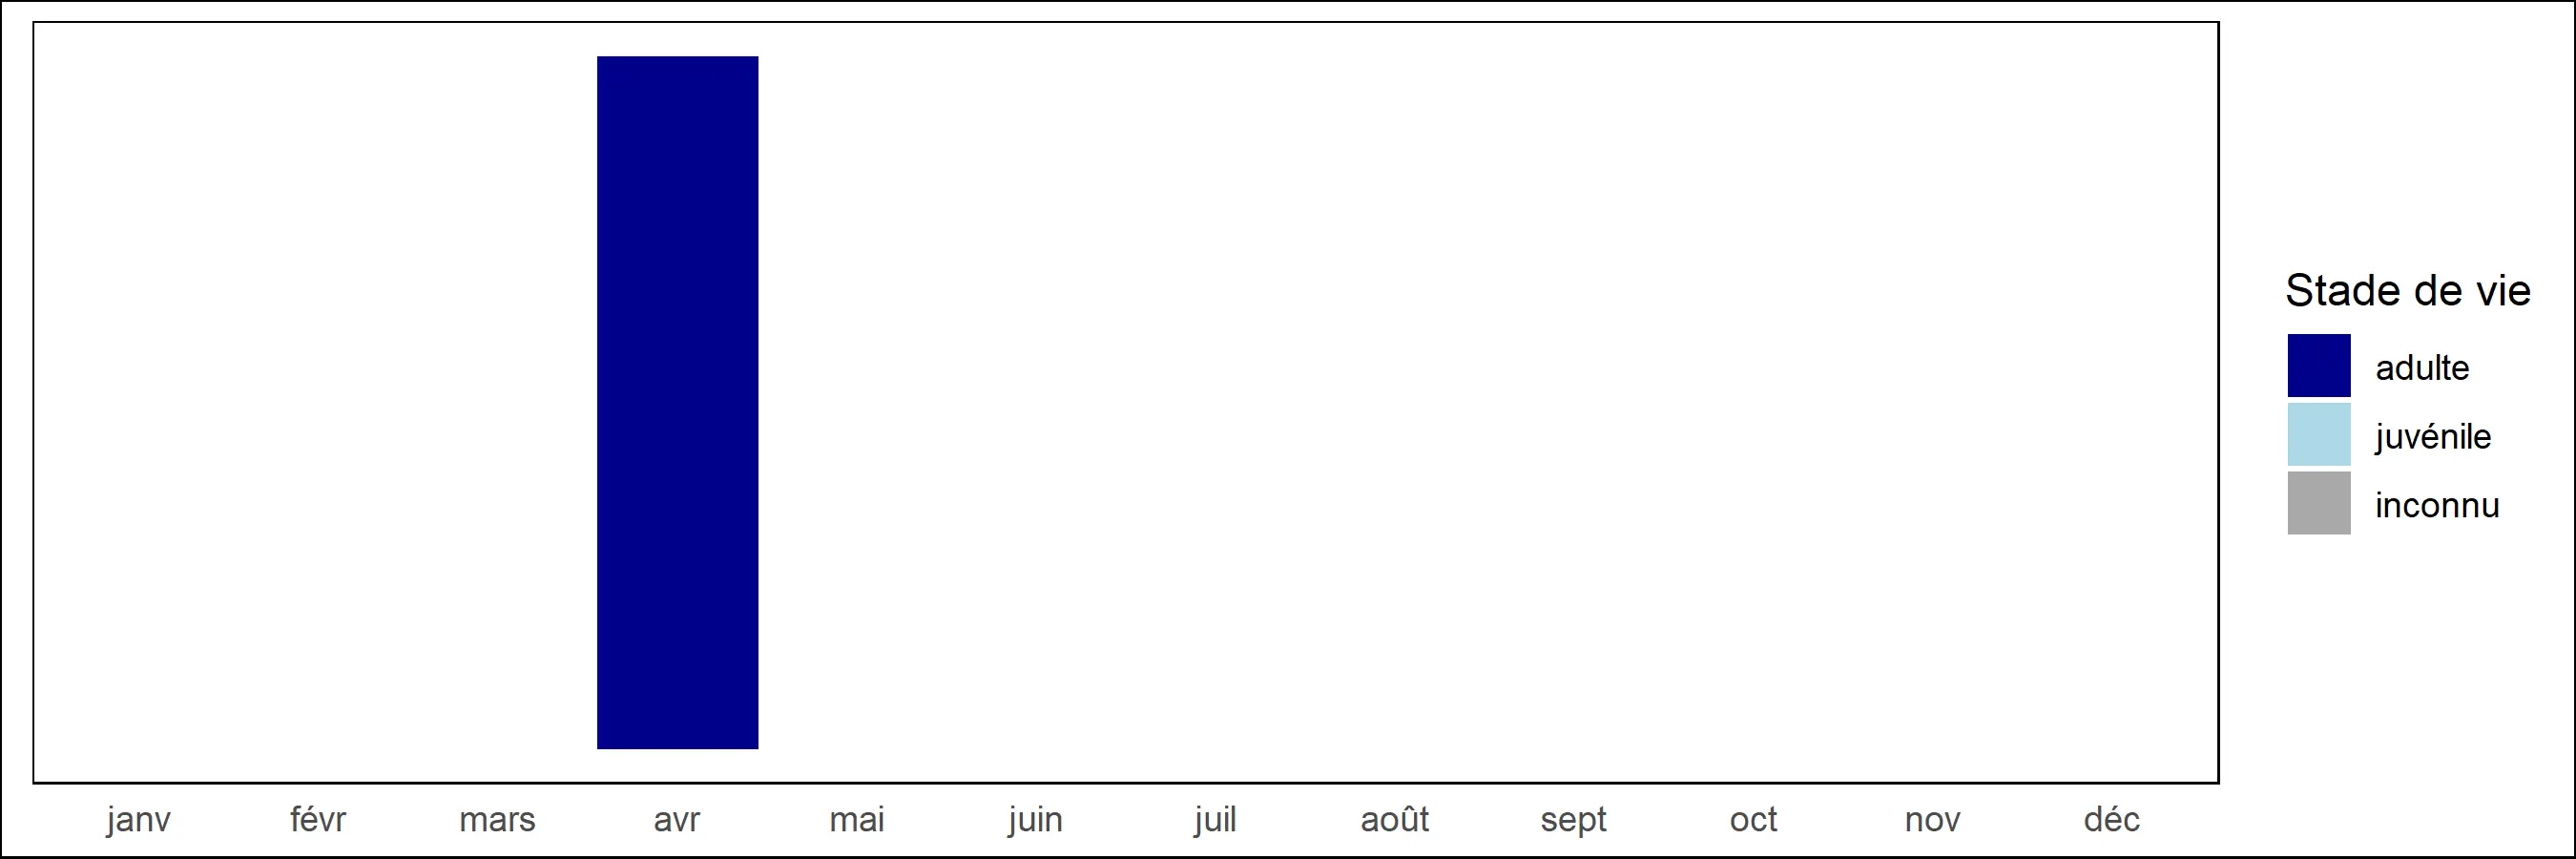 Stade de vie
adulte
juvénile
inconnu
janv févr mars avr mai juin juil août sept oct nov déc